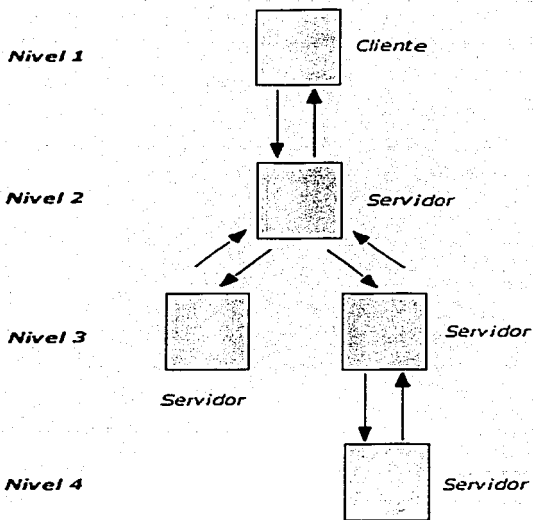 Nivel 1
Cliente
Nivel 2
Servidor
Nivel 3
Servidor
Servidor
Nivel 4
Servidor